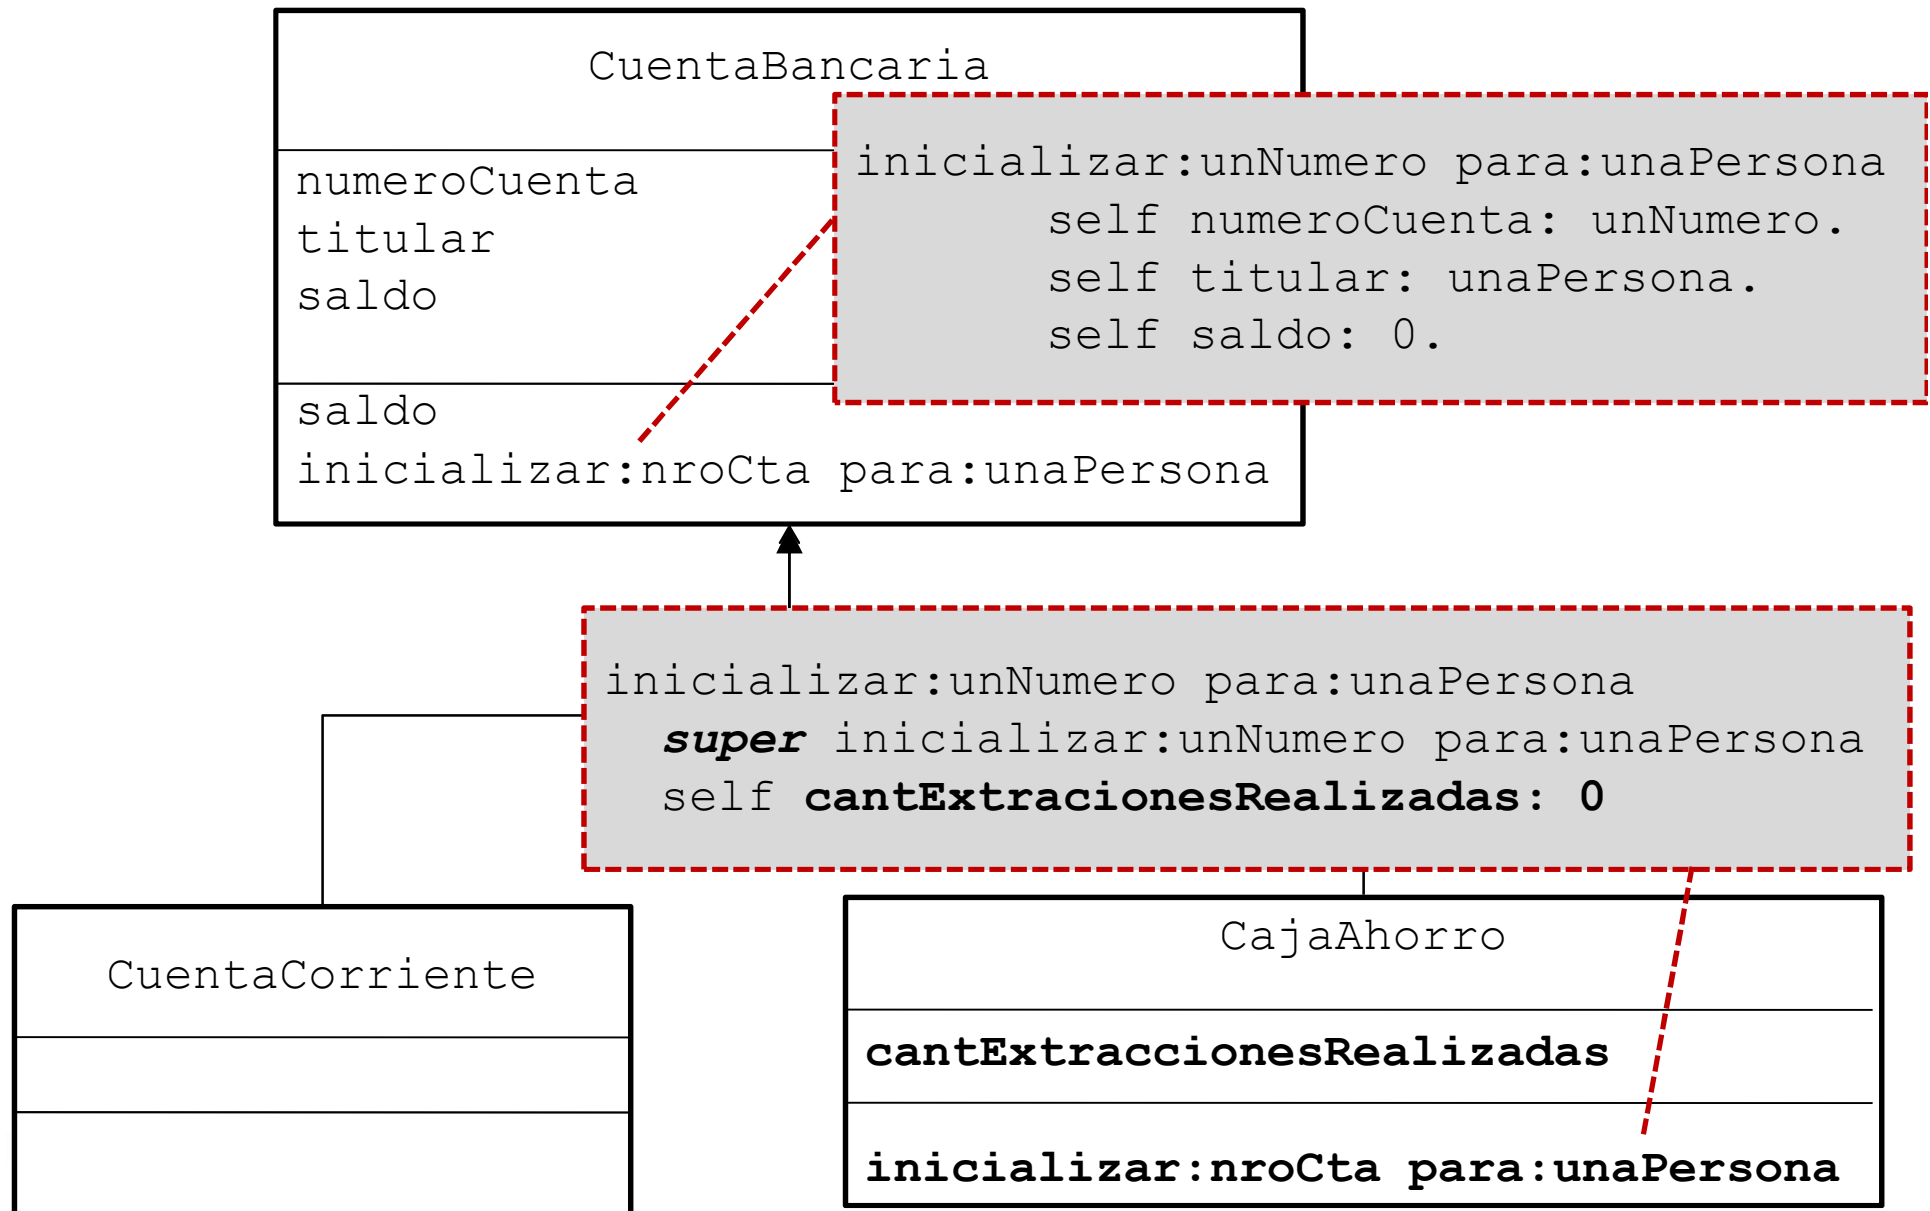 CuentaBancaria
numeroCuenta
titular
saldo
saldo
inicializar:nroCta para:unaPersona
inicializar:unNumero para:unaPersona
self numeroCuenta: unNumero.
self titular: unaPersona.
self saldo: 0.
inicializar:unNumero para:unaPersona
super inicializar:unNumero para:unaPersona
self cantExtracionesRealizadas: 0
CuentaCorriente
CajaAhorro
cantExtraccionesRealizadas
inicializar:nroCta para:unaPersona